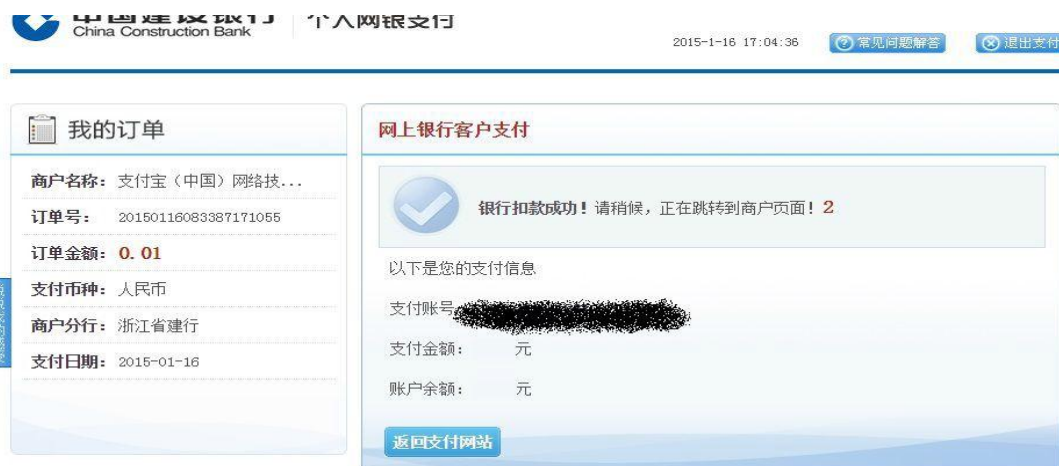 中国建设银行
China Construction Bank
个人网银支付
2015-1-16 17:04:36
常见问题解答
退出支付
我的订单
商户名称： 支付宝（中国）网络技...
订单号： 20150116083387171055
订单金额： 0.01
支付币种： 人民币
商户分行： 浙江省建行
支付日期： 2015-01-16
网上银行客户支付
银行扣款成功！请稍候，正在跳转到商户页面！2
以下是您的支付信息
支付账号
支付金额： 元
账户余额： 元
返回支付网站